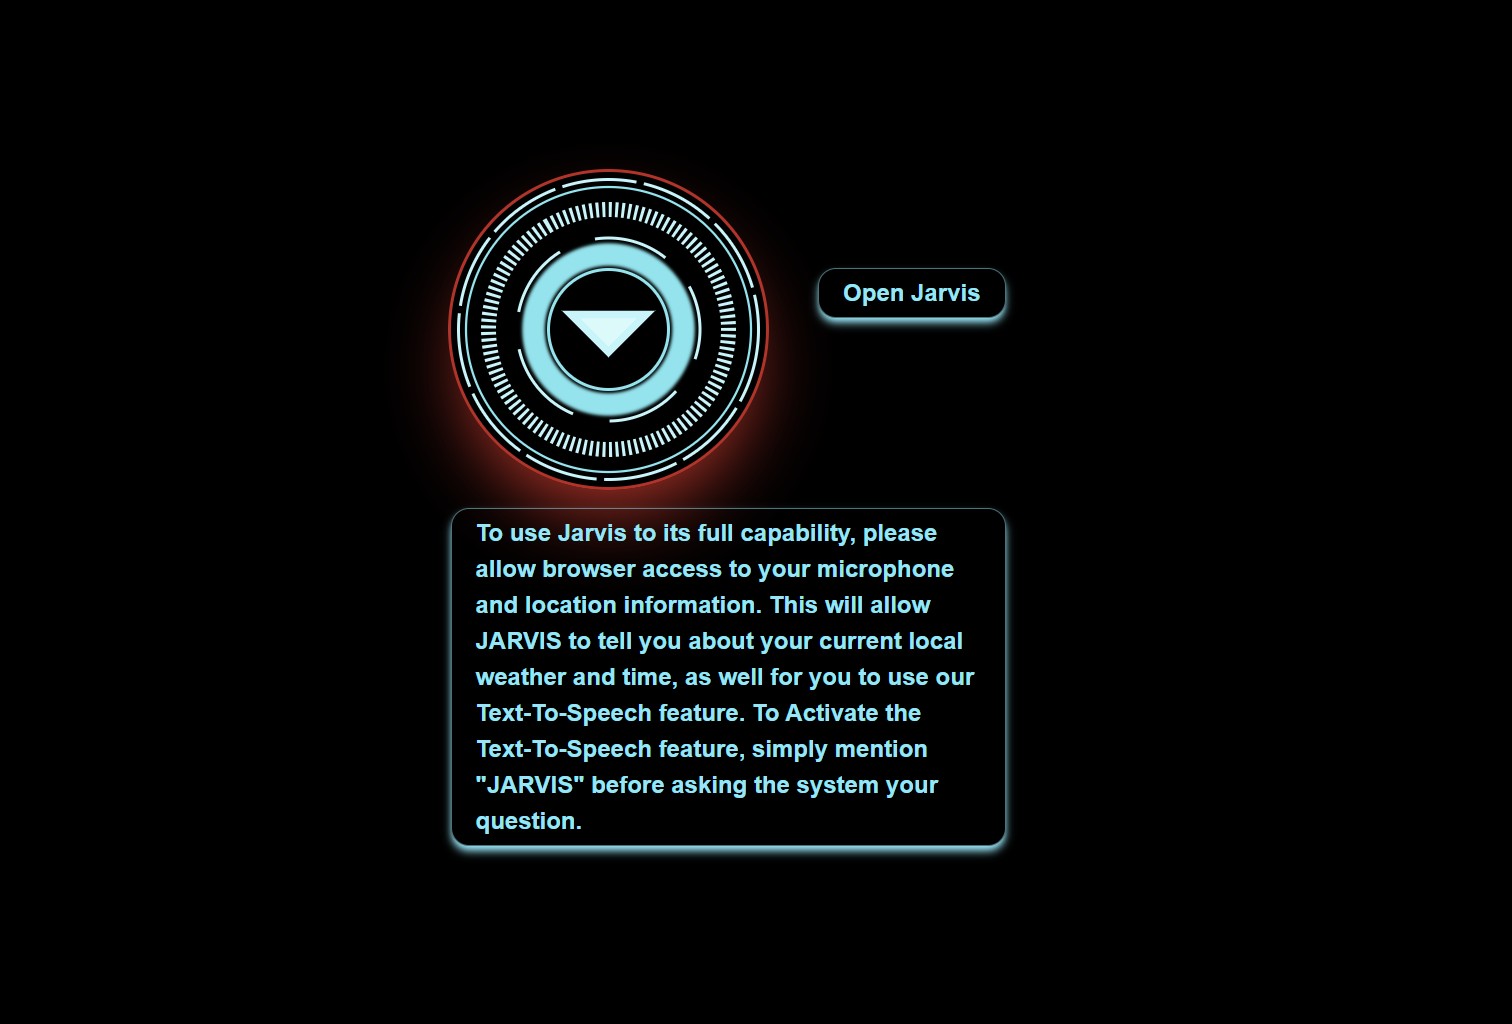 Open Jarvis
To use Jarvis to its full capability, please
allow browser access to your microphone
and location information. This will allow
JARVIS to tell you about your current local
weather and time, as well for you to use our
Text-To-Speech feature. To Activate the
Text-To-Speech feature, simply mention
"JARVIS" before asking the system your
question.